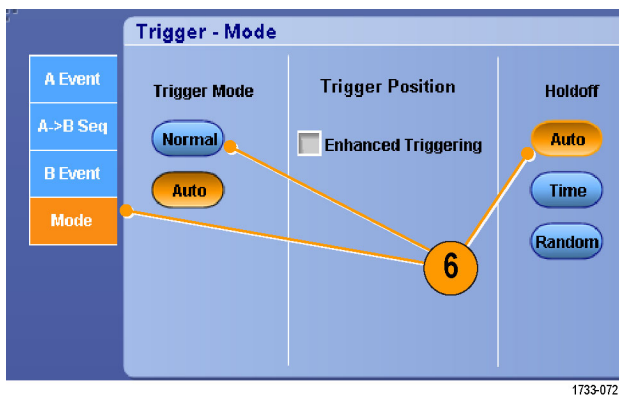 Trigger - Mode
A Event
A->B Seq
B Event
Mode
Trigger Mode
Normal
Auto
Trigger Position
Enhanced Triggering
Holdoff
Auto
Time
Random
6
1733-072